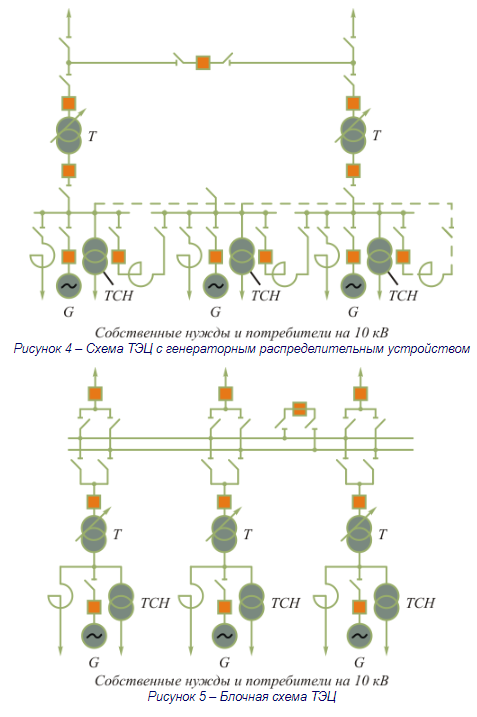 T
T
ТСН
ТСН
ТСН
G
G
G
Собственные нужды и потребители на 10 кВ
Рисунок 4 – Схема ТЭЦ с генераторным распределительным устройством
T
T
T
ТСН
ТСН
ТСН
G
G
G
Собственные нужды и потребители на 10 кВ
Рисунок 5 – Блочная схема ТЭЦ